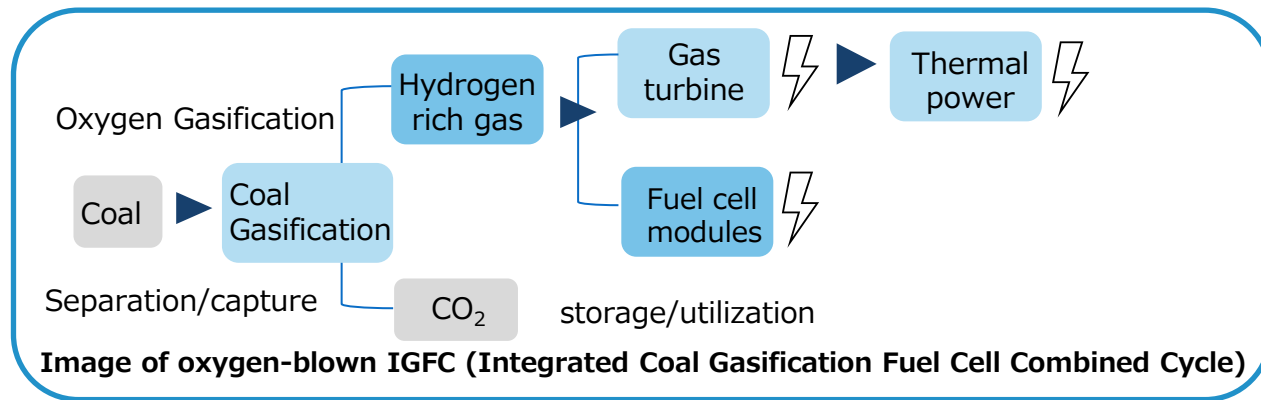 Oxygen Gasification
Coal
Coal
Gasification
Hydrogen
rich gas
Gas
turbine
Thermal
power
Fuel cell
modules
Separation/capture
CO₂
storage/utilization
Image of oxygen-blown IGFC (Integrated Coal Gasification Fuel Cell Combined Cycle)